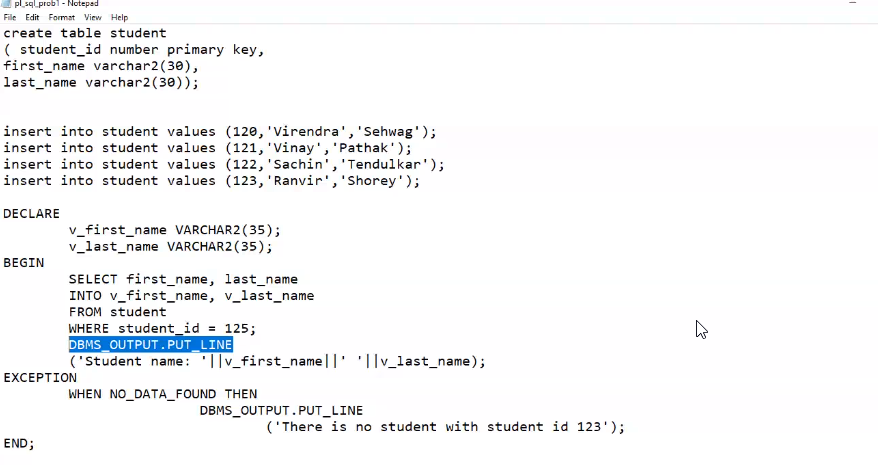 pl_sql_prob1 - Notepad
File Edit Format View Help
create table student
( student_id number primary key,
first_name varchar2(30),
last_name varchar2(30));
insert into student values (120,'Virendra','Sehwag');
insert into student values (121,'Vinay','Pathak');
insert into student values (122,'Sachin','Tendulkar');
insert into student values (123,'Ranvir','Shorey');
DECLARE
v_first_name VARCHAR2(35);
v_last_name VARCHAR2(35);
BEGIN
SELECT first_name, last_name
INTO v_first_name, v_last_name
FROM student
WHERE student_id = 125;
DBMS_OUTPUT.PUT_LINE
('Student name: '||v_first_name||' '||v_last_name);
EXCEPTION
WHEN NO_DATA_FOUND THEN
DBMS_OUTPUT.PUT_LINE
('There is no student with student id 123');
END;